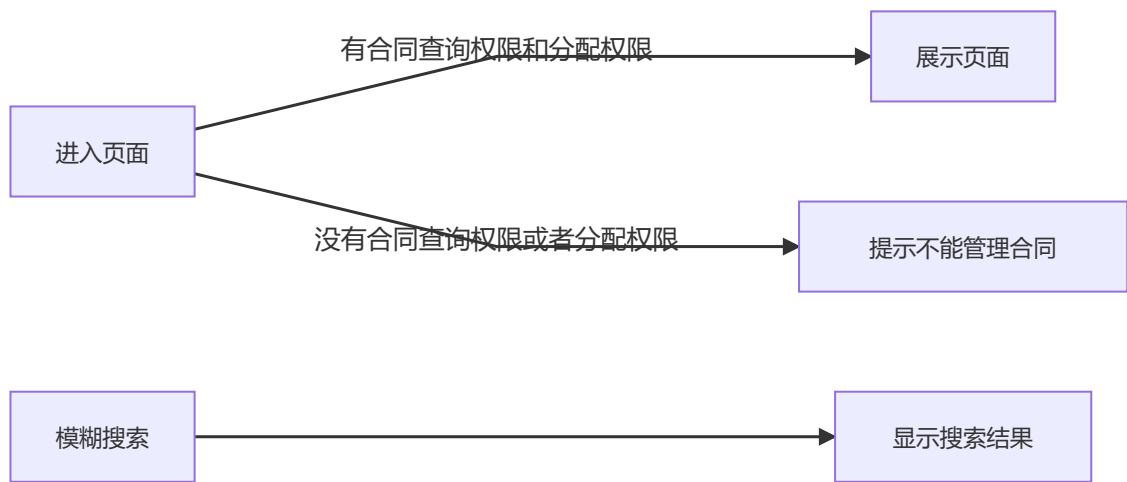 有合同查询权限和分配权限
展示页面
进入页面
没有合同查询权限或者分配权限
提示不能管理合同
模糊搜索
显示搜索结果